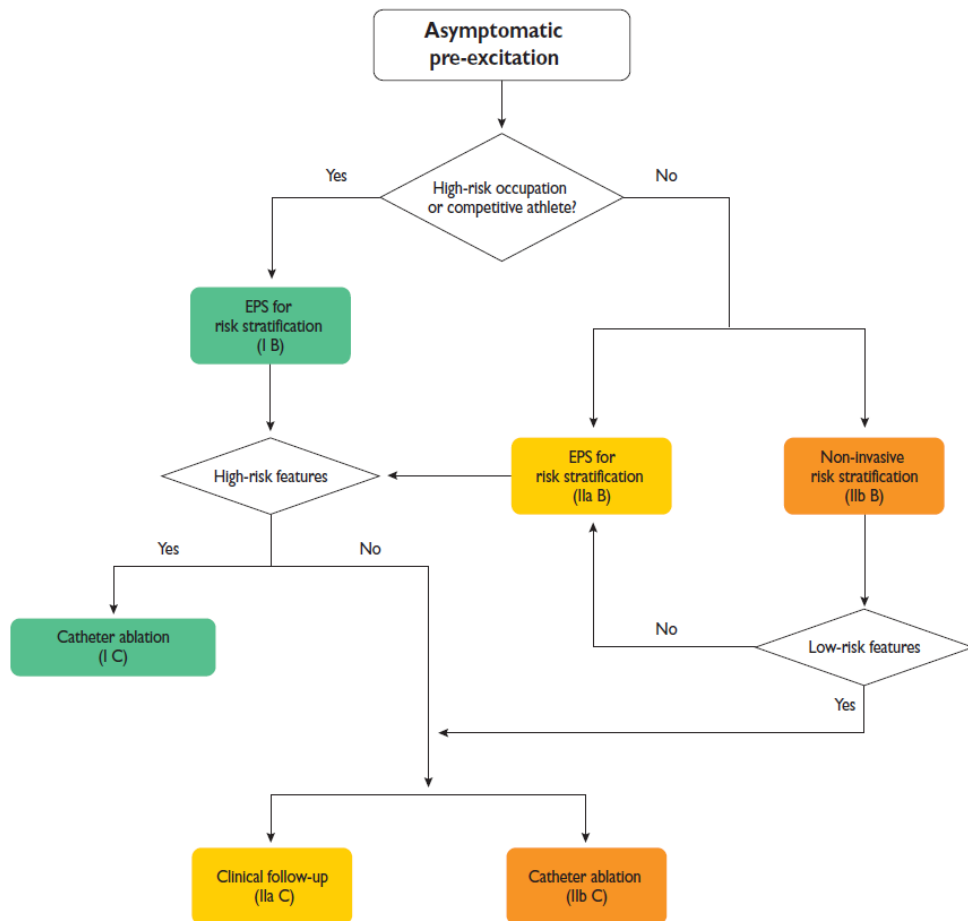 Asymptomatic
pre-excitation
Yes
No
High-risk occupation
or competitive athlete?
EPS for
risk stratification
(I B)
High-risk features
EPS for
risk stratification
(IIa B)
Non-invasive
risk stratification
(IIb B)
Yes
No
Catheter ablation
(I C)
No
Low-risk features
Yes
Clinical follow-up
(IIa C)
Catheter ablation
(IIb C)